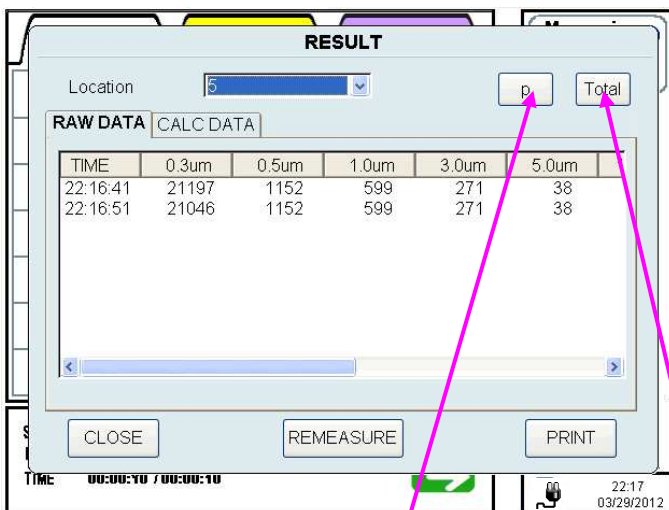 RESULT
Location 5 p Total
RAW DATA CALC DATA
TIME 0.3um 0.5um 1.0um 3.0um 5.0um
22:16:41 21197 1152 599 271 38
22:16:51 21046 1152 599 271 38
CLOSE REMEASURE PRINT
TIME 00:00:10 / 00:00:10
22:17
03/29/2012